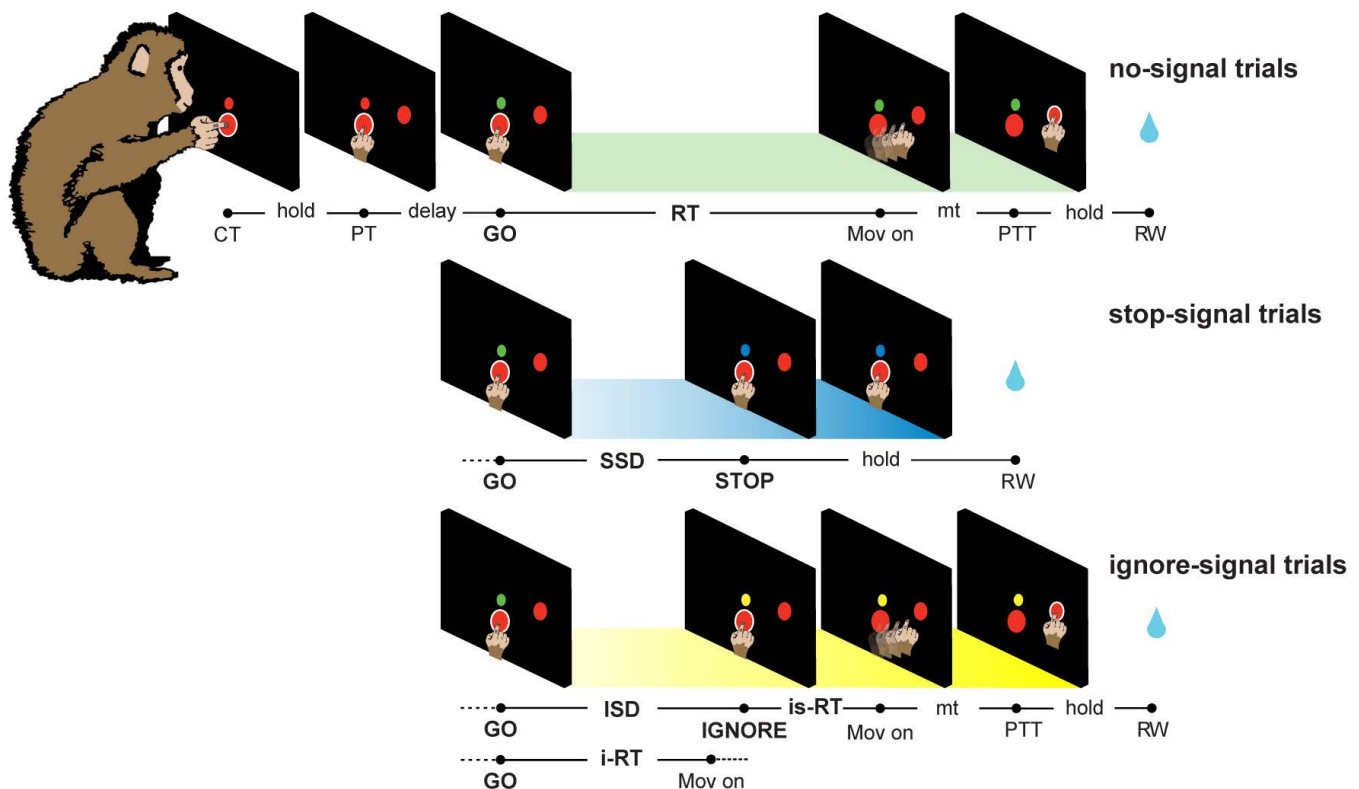 no-signal trials
hold delay RT mt hold
CT PT GO Mov on PTT RW
stop-signal trials
SSD hold
GO STOP RW
ignore-signal trials
ISD is-RT mt hold
GO IGNORE Mov on PTT RW
i-RT
GO Mov on